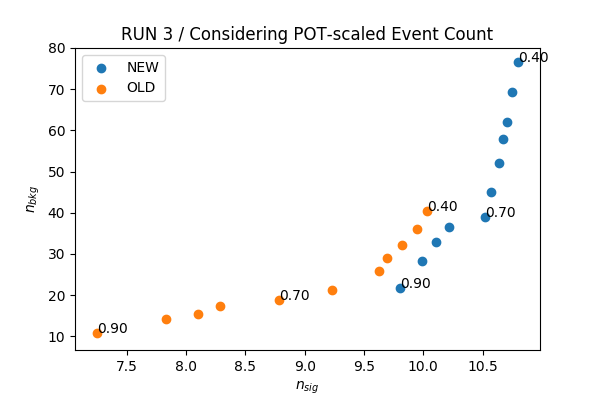 RUN 3 / Considering POT-scaled Event Count
NEW
OLD
0.40
0.70
0.90
0.40
0.70
0.90
80
70
60
50
40
30
20
10
n_bkg
7.5 8.0 8.5 9.0 9.5 10.0 10.5
n_sig